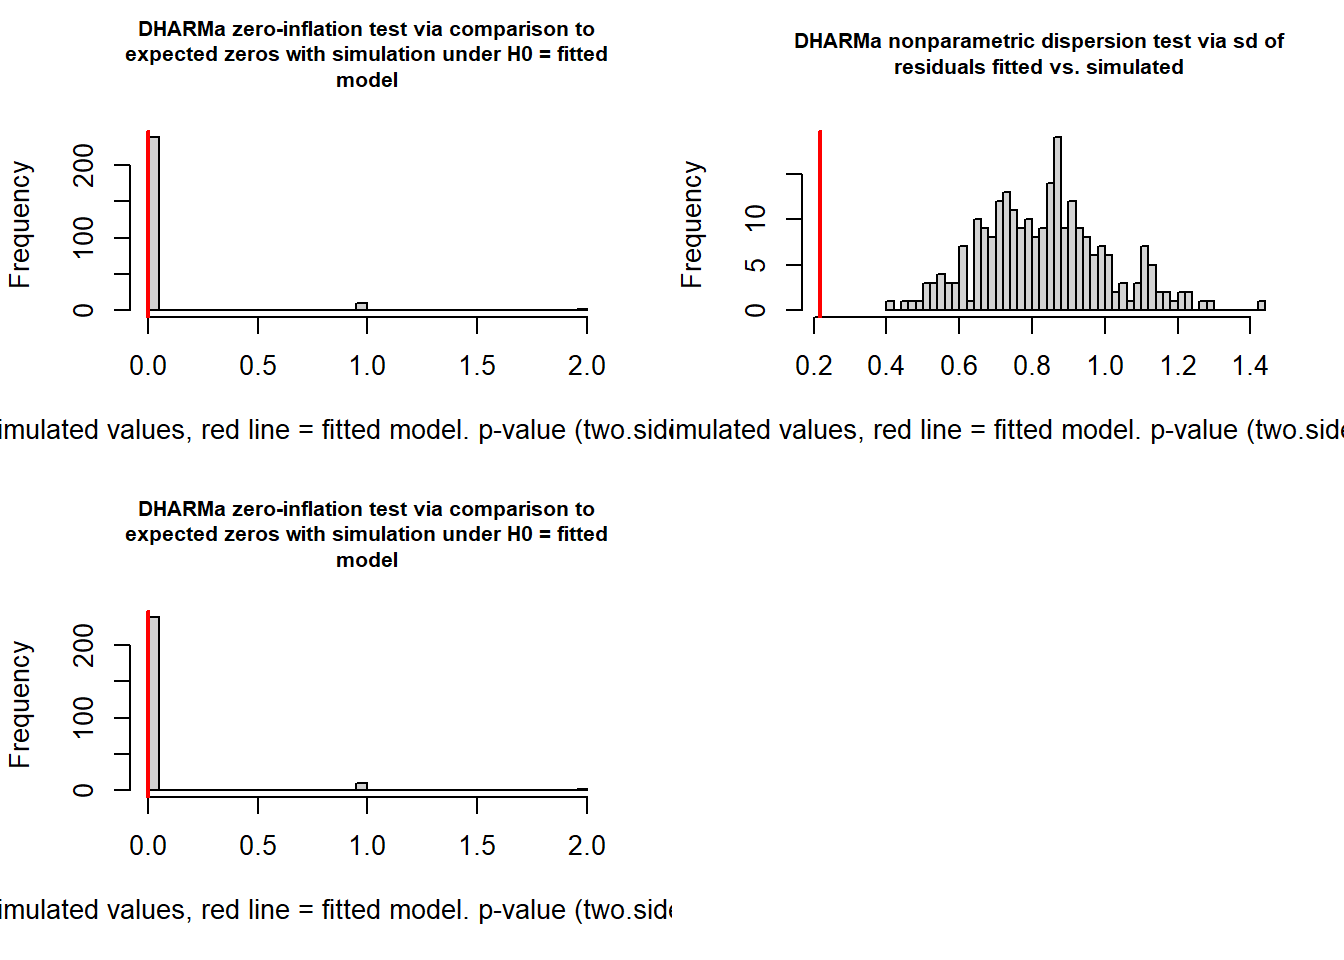 DHARMa zero-inflation test via comparison to
expected zeros with simulation under H0 = fitted
model
Frequency
200
100
0
0.0 0.5 1.0 1.5 2.0
imulated values, red line = fitted model. p-value (two.side
DHARMa nonparametric dispersion test via sd of
residuals fitted vs. simulated
Frequency
10
5
0
0.2 0.4 0.6 0.8 1.0 1.2 1.4
imulated values, red line = fitted model. p-value (two.side
DHARMa zero-inflation test via comparison to
expected zeros with simulation under H0 = fitted
model
Frequency
200
100
0
0.0 0.5 1.0 1.5 2.0
imulated values, red line = fitted model. p-value (two.side